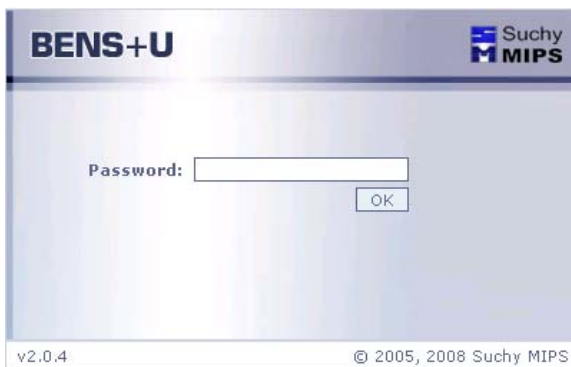 BENS+U
Suchy
MIPS
Password:
OK
v2.0.4
© 2005, 2008 Suchy MIPS